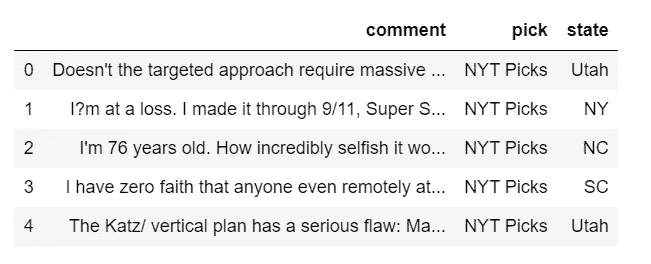 comment pick state
0 Doesn't the targeted approach require massive ... NYT Picks Utah
1 I?m at a loss. I made it through 9/11, Super S... NYT Picks NY
2 I'm 76 years old. How incredibly selfish it wo... NYT Picks NC
3 I have zero faith that anyone even remotely at... NYT Picks SC
4 The Katz/ vertical plan has a serious flaw: Ma... NYT Picks Utah